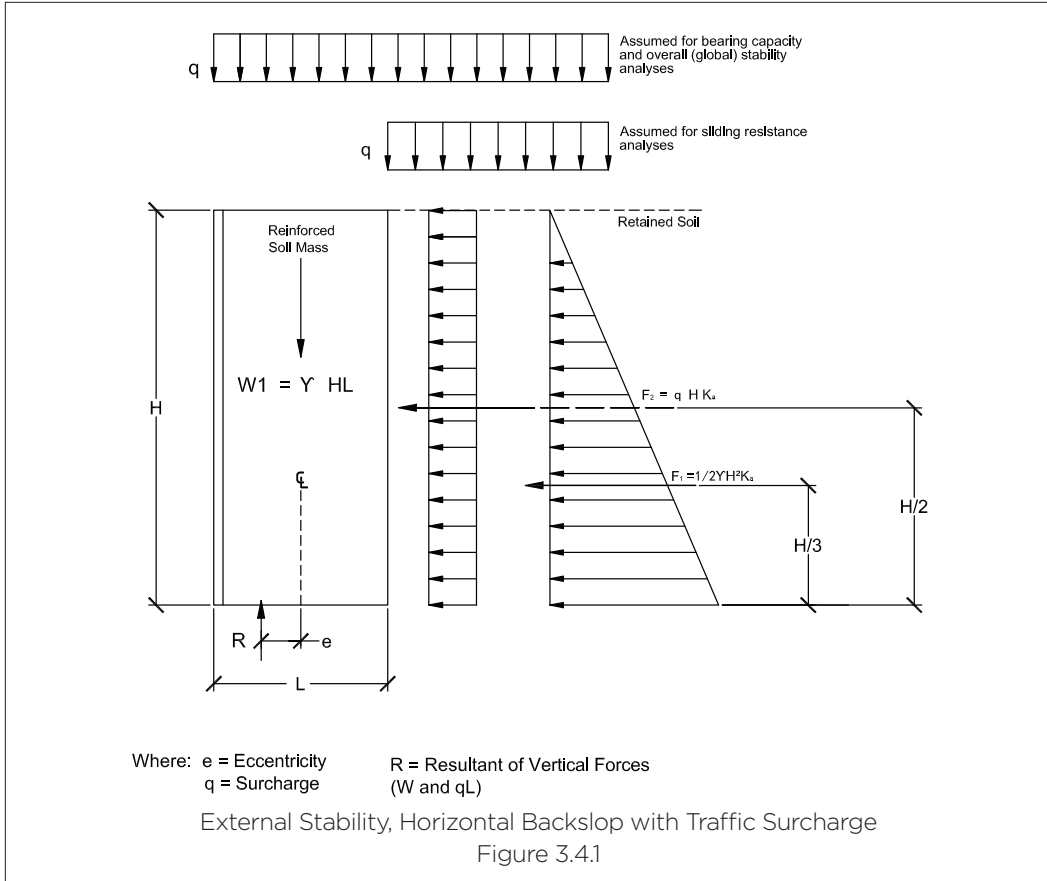 q
Assumed for bearing capacity
and overall (global) stability
analyses
q
Assumed for sliding resistance
analyses
Reinforced
Soil Mass
Retained Soil
W1 = ϒ HL
H
F₂ = q H Kₐ
F₁ =1/2ϒH²Kₐ
H/2
H/3
℄
R
e
L
Where: e = Eccentricity
q = Surcharge
R = Resultant of Vertical Forces
(W and qL)
External Stability, Horizontal Backslop with Traffic Surcharge
Figure 3.4.1